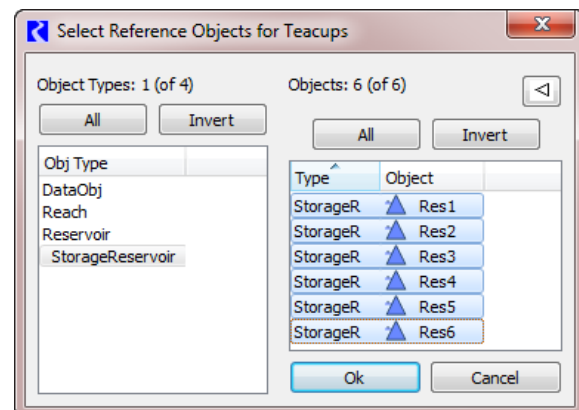 Select Reference Objects for Teacups
Object Types: 1 (of 4)
All Invert
Obj Type
DataObj
Reach
Reservoir
StorageReservoir
Objects: 6 (of 6)
All Invert
Type Object
StorageR Res1
StorageR Res2
StorageR Res3
StorageR Res4
StorageR Res5
StorageR Res6
Ok Cancel